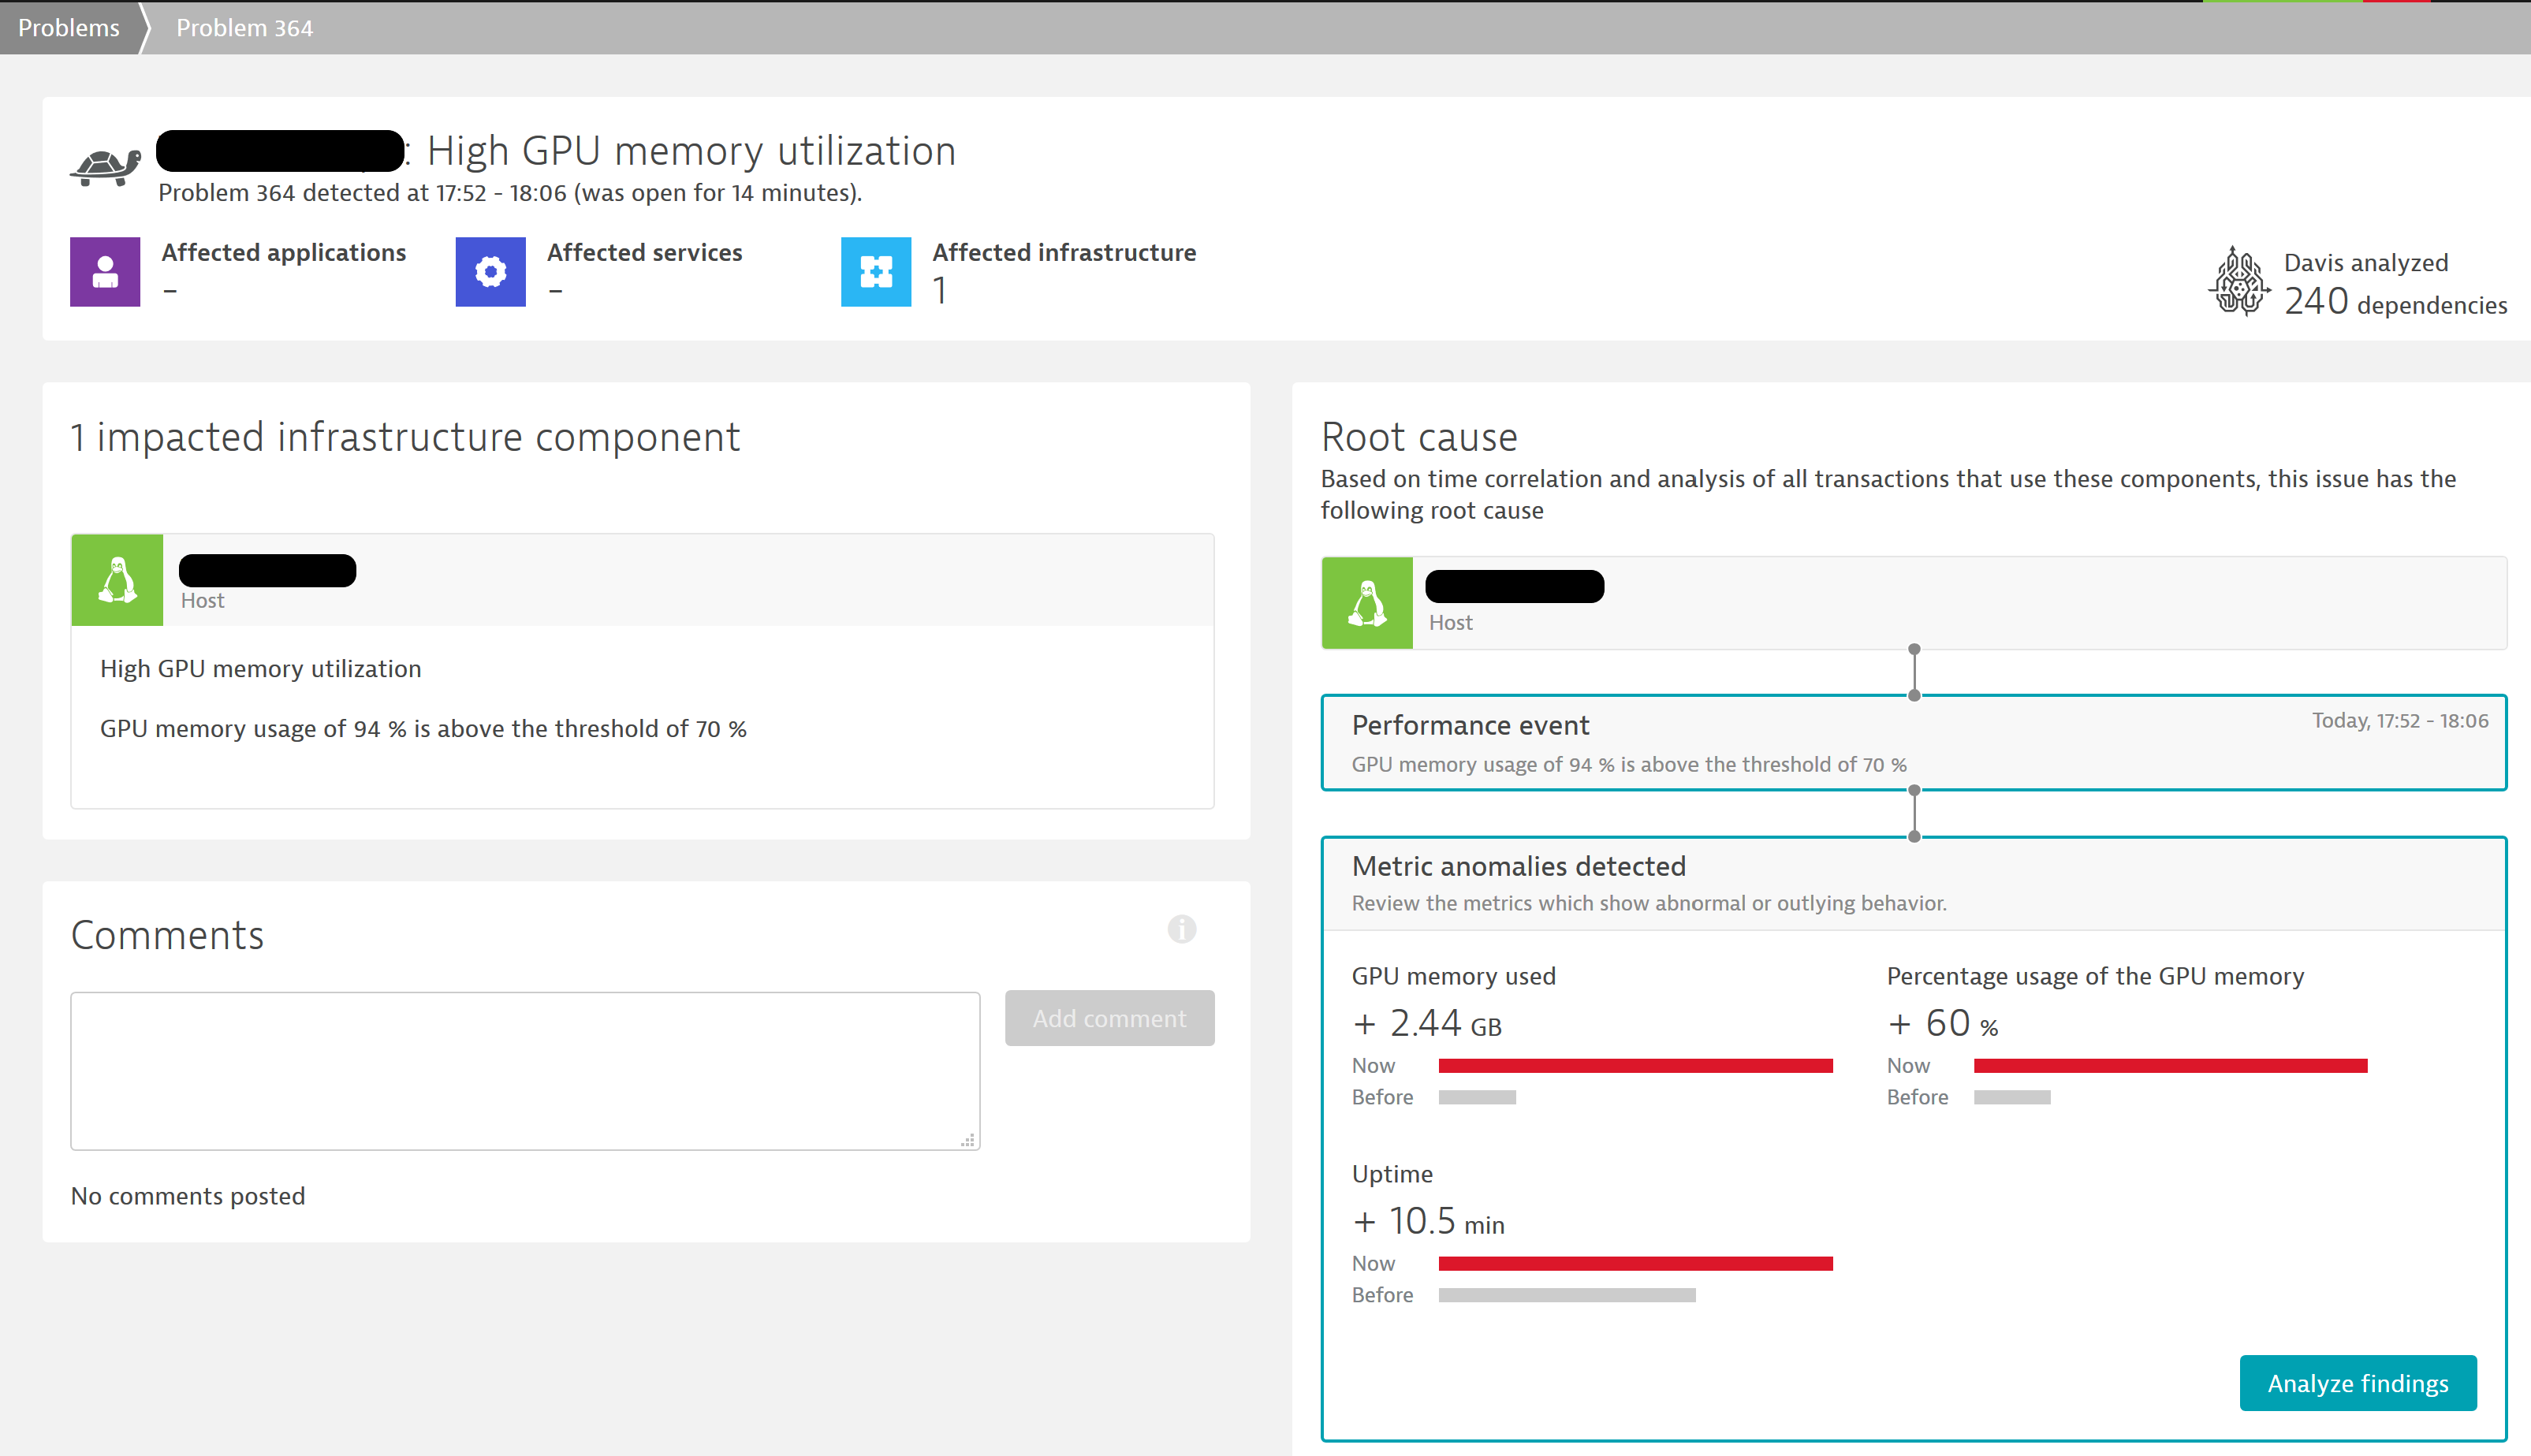 Problems
Problem 364
: High GPU memory utilization
Problem 364 detected at 17:52 - 18:06 (was open for 14 minutes).
Affected applications
–
Affected services
–
Affected infrastructure
1
Davis analyzed
240 dependencies
1 impacted infrastructure component
Host
High GPU memory utilization
GPU memory usage of 94 % is above the threshold of 70 %
Comments
Add comment
No comments posted
Root cause
Based on time correlation and analysis of all transactions that use these components, this issue has the
following root cause
Host
Performance event
Today, 17:52 - 18:06
GPU memory usage of 94 % is above the threshold of 70 %
Metric anomalies detected
Review the metrics which show abnormal or outlying behavior.
GPU memory used
+ 2.44 GB
Now
Before
Percentage usage of the GPU memory
+ 60 %
Now
Before
Uptime
+ 10.5 min
Now
Before
Analyze findings